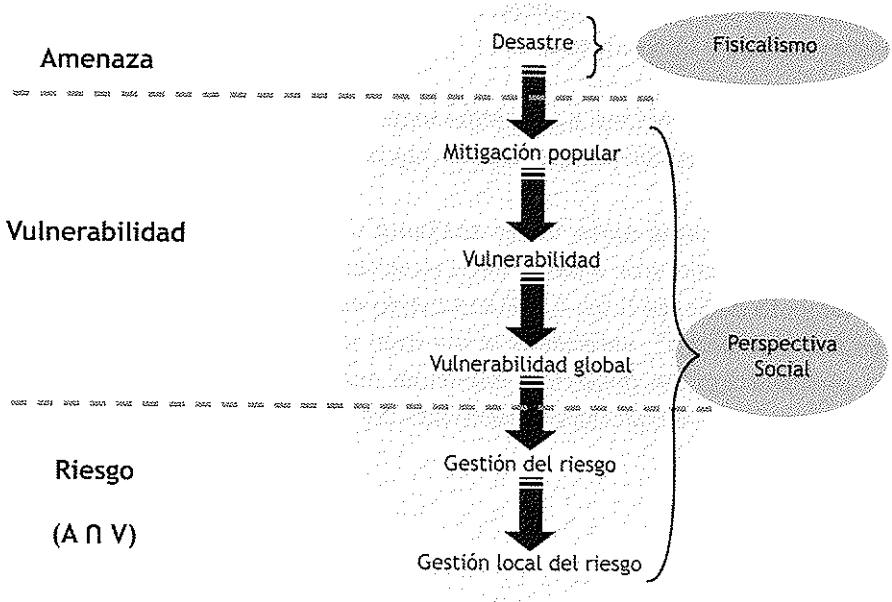 Amenaza
Desastre
Fisicalismo
Mitigación popular
Vulnerabilidad
Vulnerabilidad
Vulnerabilidad global
Perspectiva
Social
Riesgo
(A ∩ V)
Gestión del riesgo
Gestión local del riesgo